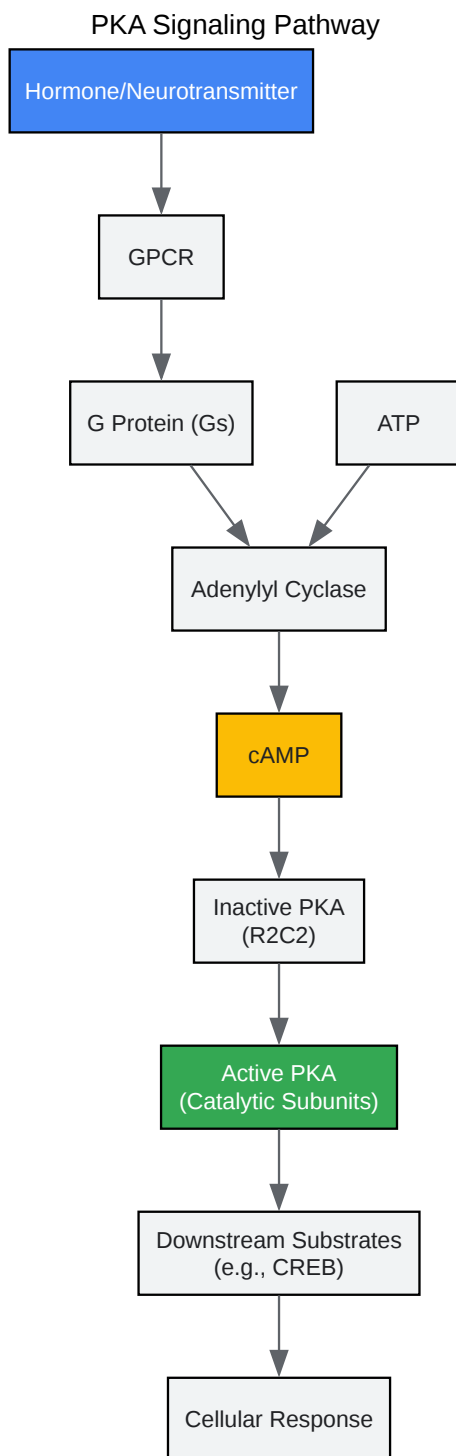 PKA Signaling Pathway
Hormone/Neurotransmitter
GPCR
G Protein (Gs)
ATP
Adenylyl Cyclase
cAMP
Inactive PKA
(R2C2)
Active PKA
(Catalytic Subunits)
Downstream Substrates
(e.g., CREB)
Cellular Response